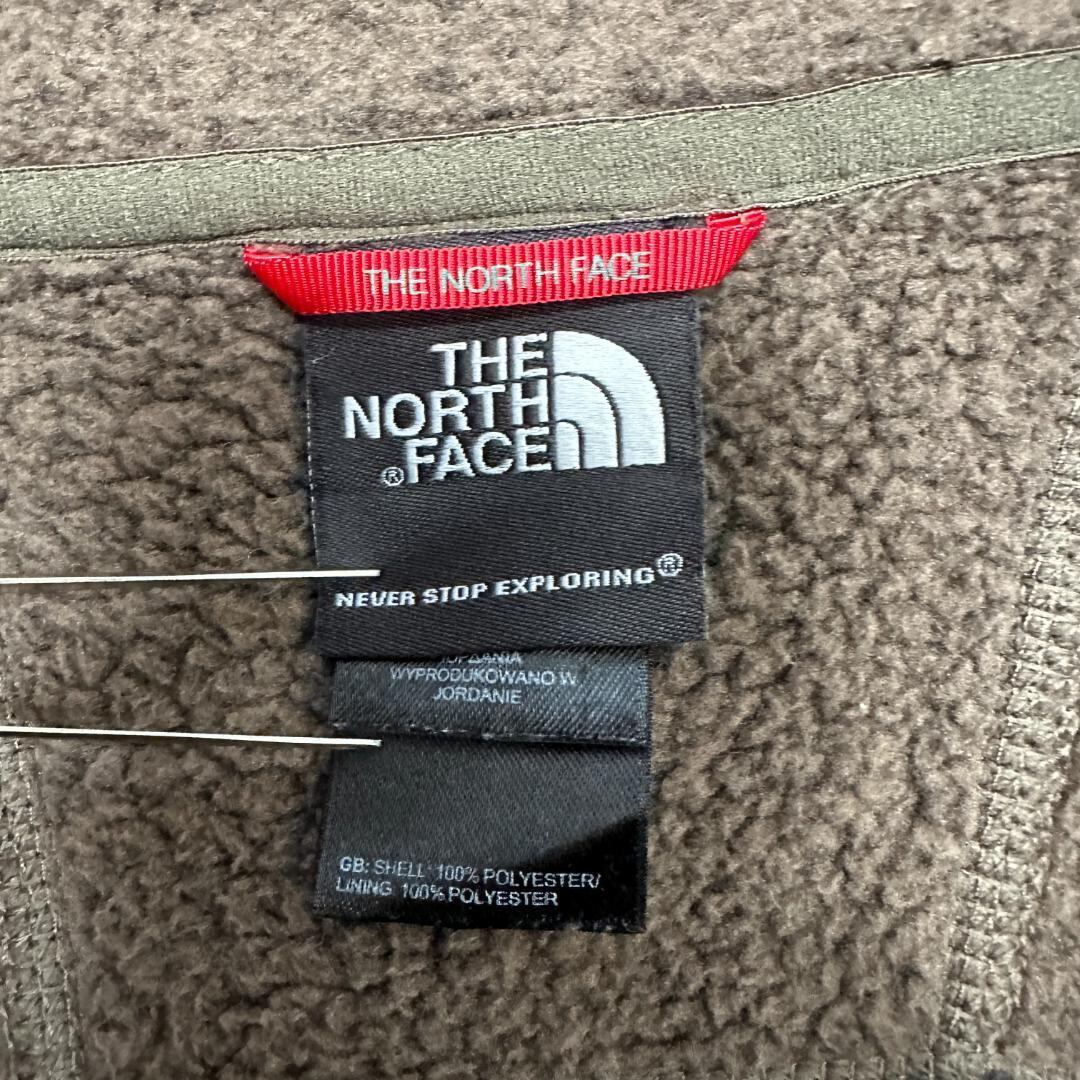 THE NORTH FACE
THE
NORTH
®FACE
NEVER STOP EXPLORING®
WYPRODUKOWANO W
JORDANIE
GB: SHELL: 100% POLYESTER/
LINING 100% POLYESTER